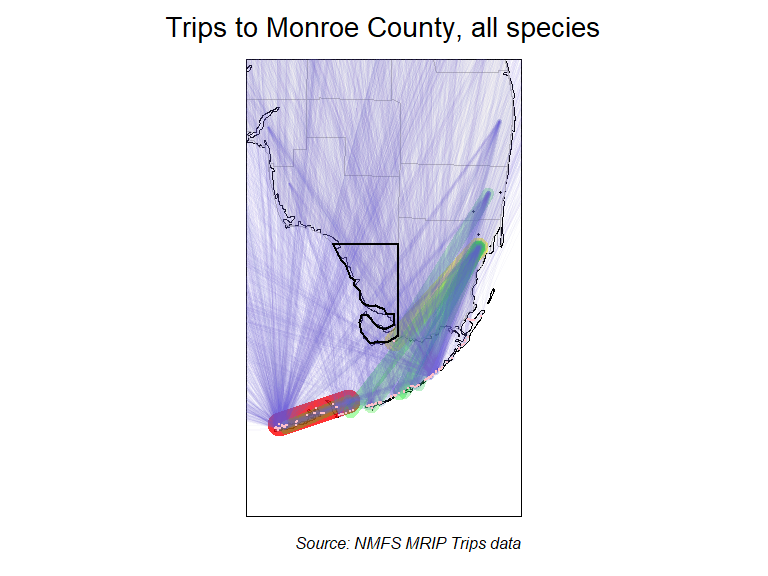 Trips to Monroe County, all species
Source: NMFS MRIP Trips data